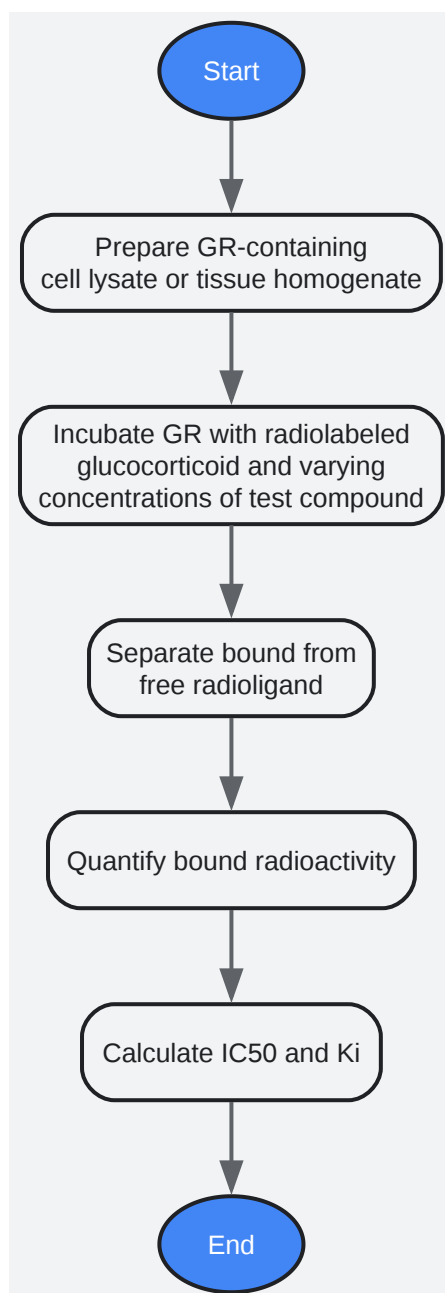 Start
Prepare GR-containing
cell lysate or tissue homogenate
Incubate GR with radiolabeled
glucocorticoid and varying
concentrations of test compound
Separate bound from
free radioligand
Quantify bound radioactivity
Calculate IC50 and Ki
End